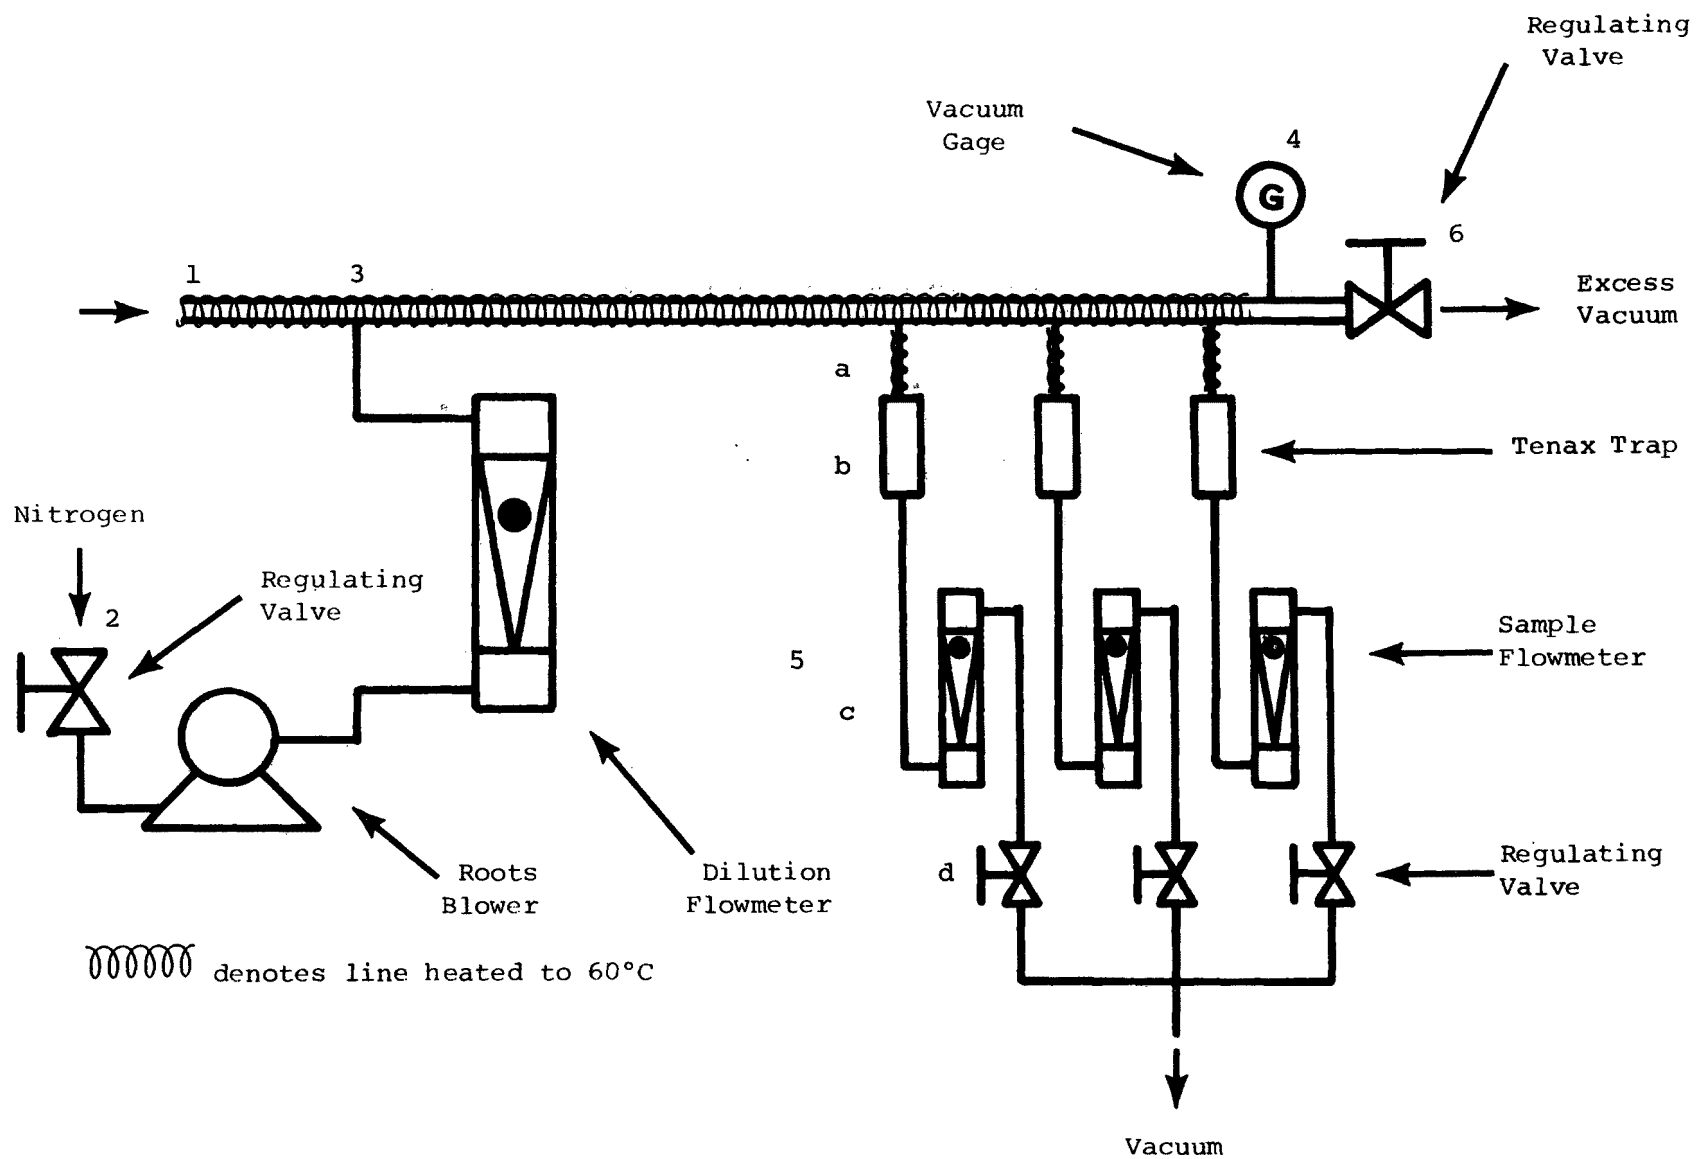 Regulating
Valve
Vacuum
Gage
4
G
6
1
3
Excess
Vacuum
a
b
Tenax Trap
Nitrogen
Regulating
Valve
2
Sample
Flowmeter
5
c
Roots
Blower
Dilution
Flowmeter
d
Regulating
Valve
denotes line heated to 60°C
Vacuum